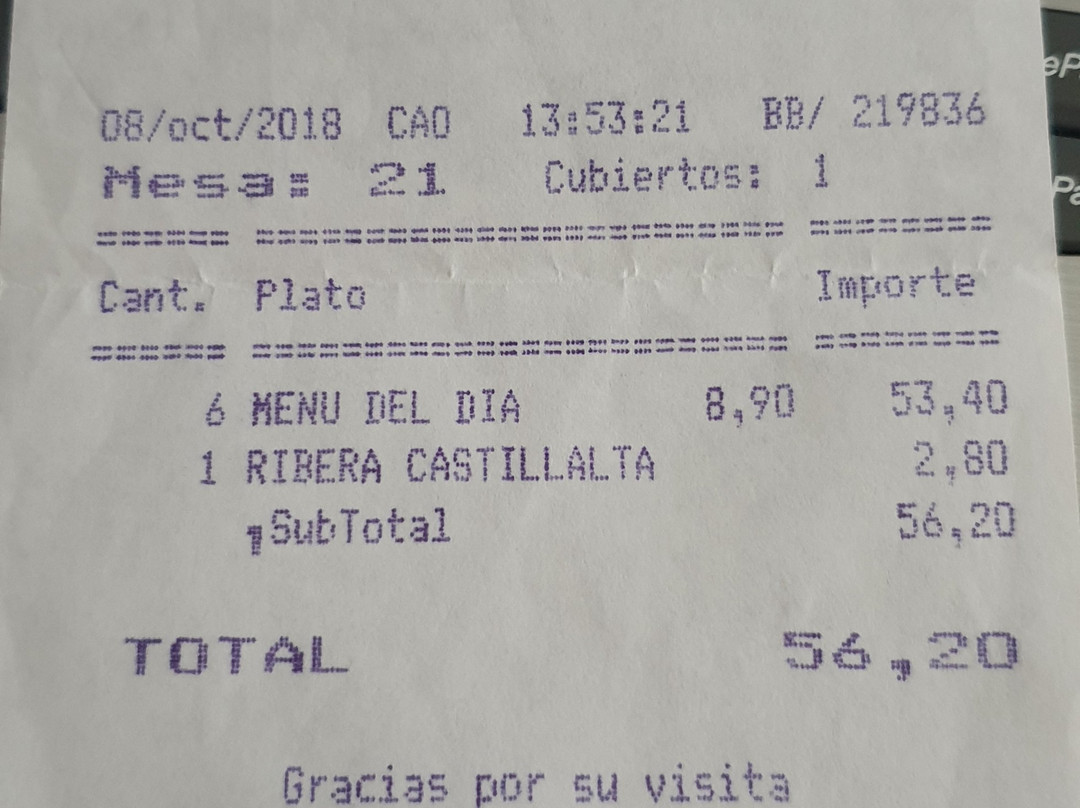 08/oct/2018 CAO 13:53:21 BB/ 219836
Mesa: 21 Cubiertos: 1
====== ======================= ========
Cant. Plato Importe
====== ======================= ========
6 MENU DEL DIA 8,90 53,40
1 RIBERA CASTILLALTA 2,80
SubTotal 56,20
TOTAL 56,20
Gracias por su visita